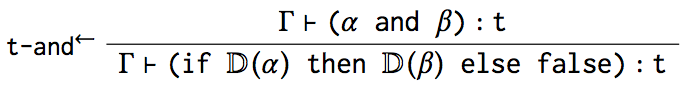 Γ ⊢ (α and β) : t
t-and←
Γ ⊢ (if 𝔻(α) then 𝔻(β) else false) : t